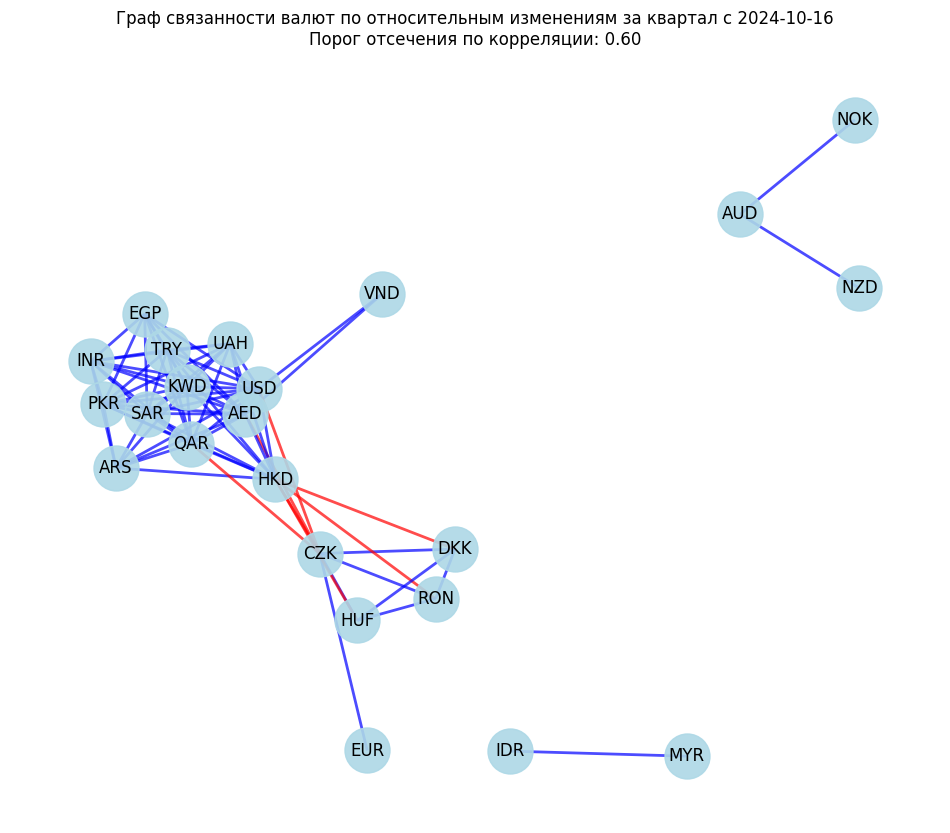 Граф связанности валют по относительным изменениям за квартал с 2024-10-16
Порог отсечения по корреляции: 0.60
NOK
AUD
NZD
VND
EGP
UAH
TRY
INR
KWD
USD
PKR
SAR
AED
QAR
ARS
HKD
DKK
CZK
RON
HUF
EUR
IDR
MYR